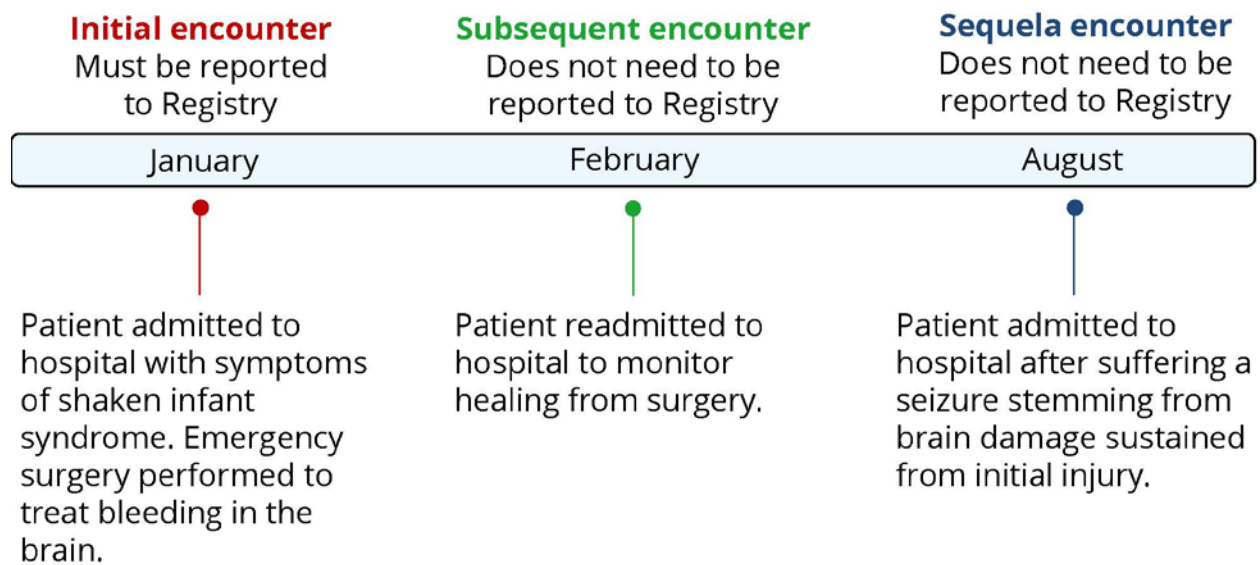 Initial encounter
Must be reported
to Registry
Subsequent encounter
Does not need to be
reported to Registry
Sequela encounter
Does not need to be
reported to Registry
January
February
August
Patient admitted to
hospital with symptoms
of shaken infant
syndrome. Emergency
surgery performed to
treat bleeding in the
brain.
Patient readmitted to
hospital to monitor
healing from surgery.
Patient admitted to
hospital after suffering a
seizure stemming from
brain damage sustained
from initial injury.